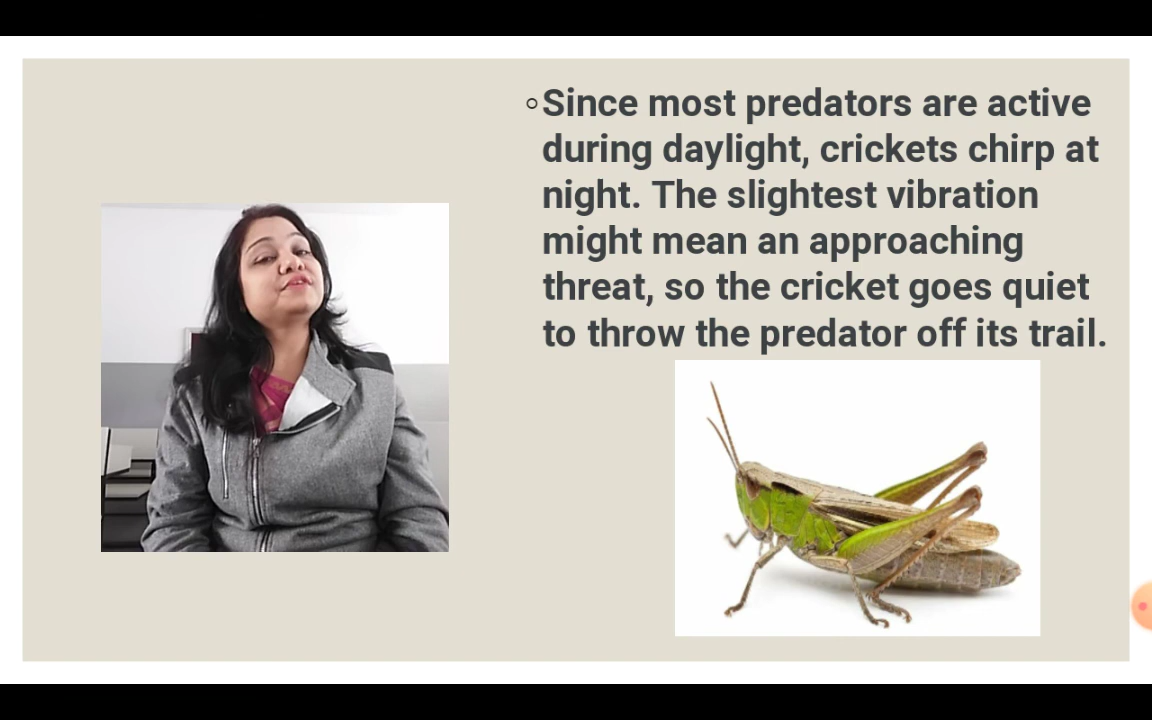 ◦Since most predators are active
during daylight, crickets chirp at
night. The slightest vibration
might mean an approaching
threat, so the cricket goes quiet
to throw the predator off its trail.